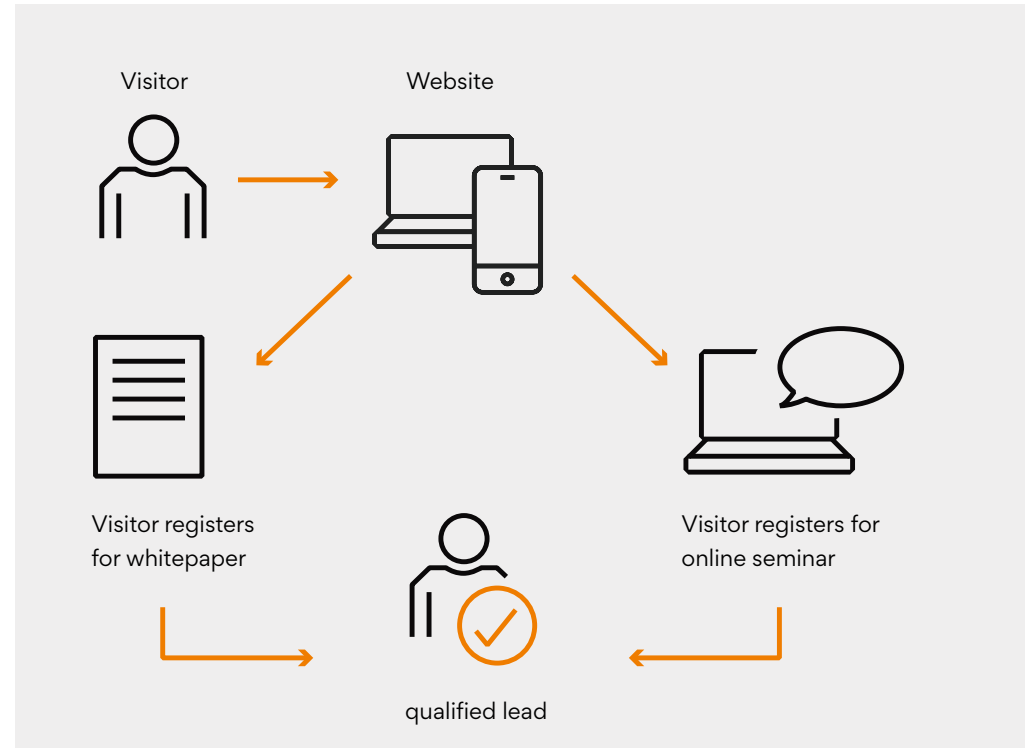 Visitor
Website
Visitor registers
for whitepaper
Visitor registers for
online seminar
qualified lead